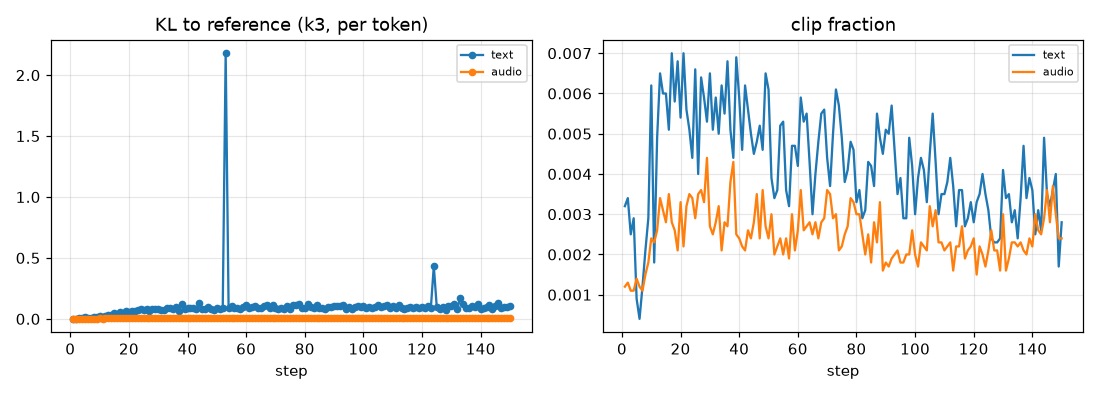 KL to reference (k3, per token)
text
audio
2.0
1.5
1.0
0.5
0.0
0 20 40 60 80 100 120 140
step
clip fraction
text
audio
0.007
0.006
0.005
0.004
0.003
0.002
0.001
0 20 40 60 80 100 120 140
step